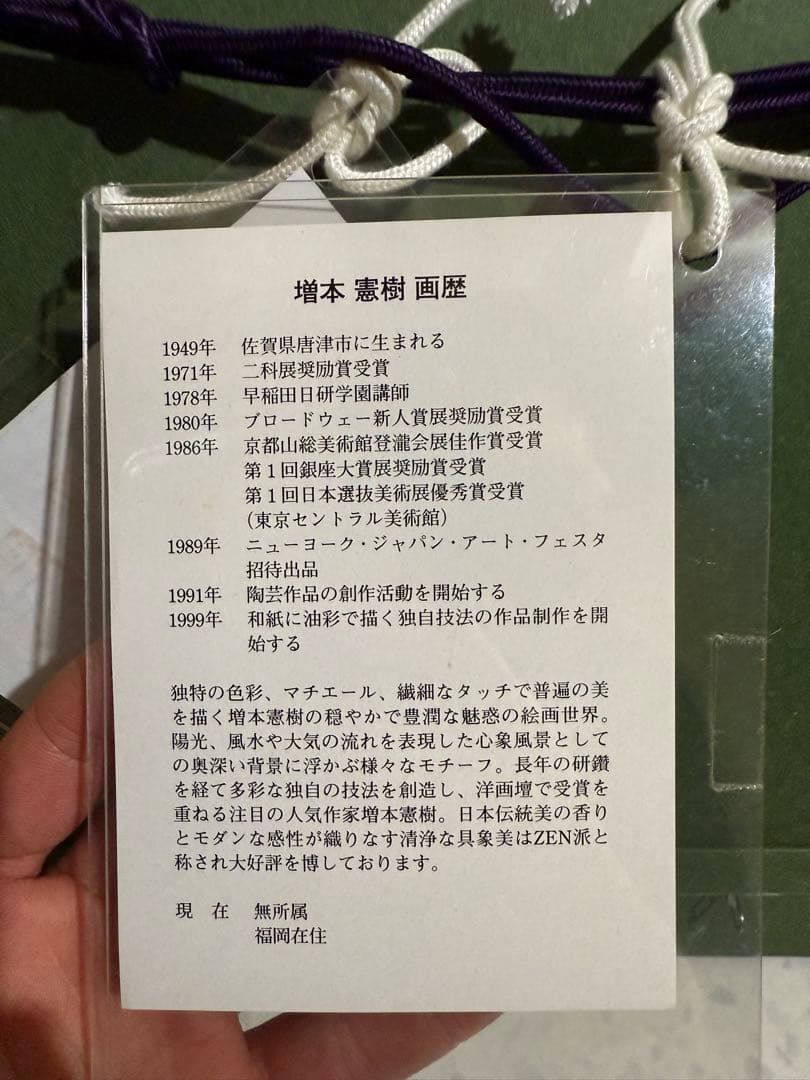 増本 憲樹 画歴
1949年 佐賀県唐津市に生まれる
1971年 二科展奨励賞受賞
1978年 早稲田日研学園講師
1980年 ブロードウェー新人賞展奨励賞受賞
1986年 京都山総美術館登瀧会展佳作賞受賞
第１回銀座大賞展奨励賞受賞
第１回日本選抜美術展優秀賞受賞
（東京セントラル美術館）
1989年 ニューヨーク・ジャパン・アート・フェスタ
招待出品
1991年 陶芸作品の創作活動を開始する
1999年 和紙に油彩で描く独自技法の作品制作を開
始する
独特の色彩、マチエール、繊細なタッチで普遍の美
を描く増本憲樹の穏やかで豊潤な魅惑の絵画世界。
陽光、風水や大気の流れを表現した心象風景として
の奥深い背景に浮かぶ様々なモチーフ。長年の研鑽
を経て多彩な独自の技法を創造し、洋画壇で受賞を
重ねる注目の人気作家増本憲樹。日本伝統美の香り
とモダンな感性が織りなす清浄な具象美はZEN派と
称され大好評を博しております。
現　在 無所属
福岡在住